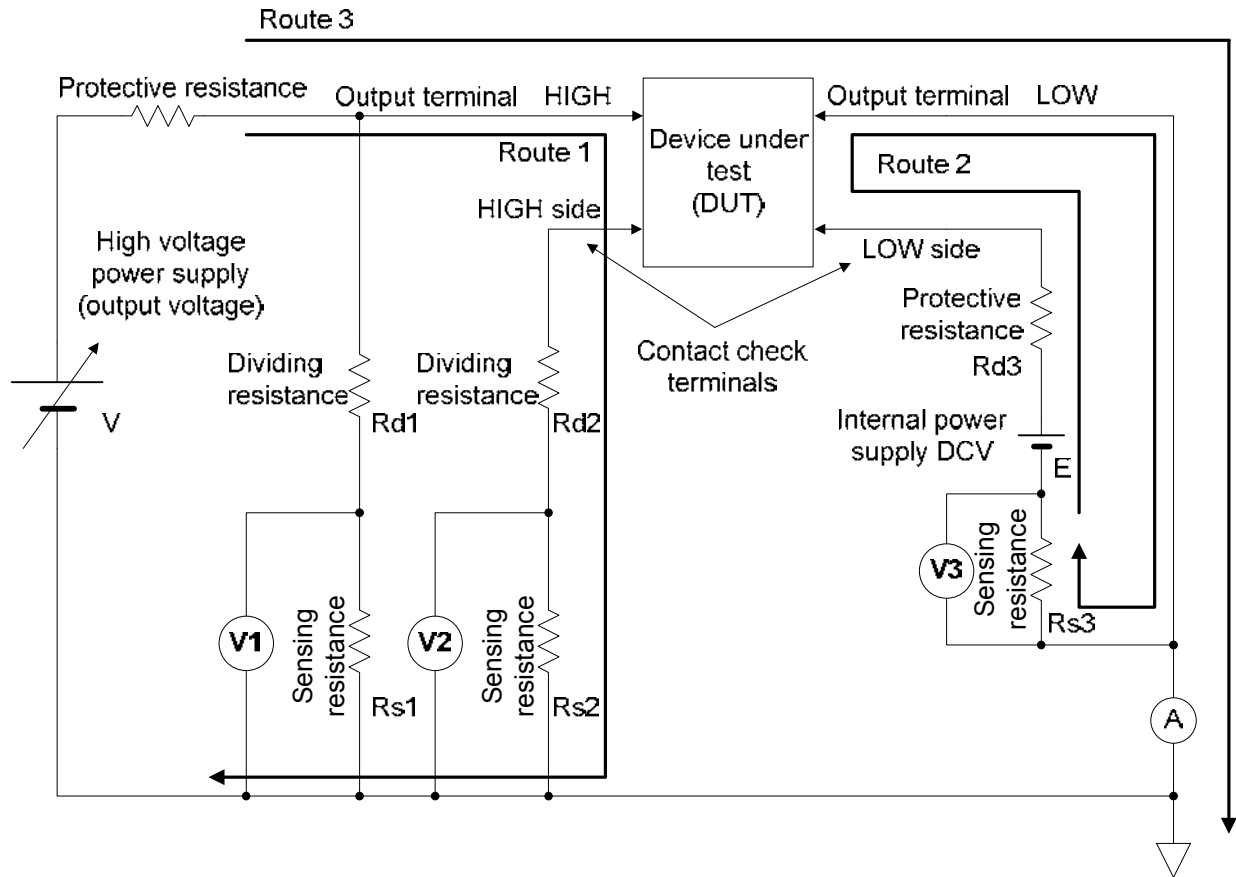 Route 3
Protective resistance
Output terminal HIGH
Output terminal LOW
Route 1
Device under
test
(DUT)
Route 2
HIGH side
LOW side
High voltage
power supply
(output voltage)
V
Protective
resistance
Rd3
Contact check
terminals
Dividing
resistance
Rd1
Dividing
resistance
Rd2
Internal power
supply DCV
E
V1
Sensing
resistance
Rs1
V2
Sensing
resistance
Rs2
V3
Sensing
resistance
Rs3
A